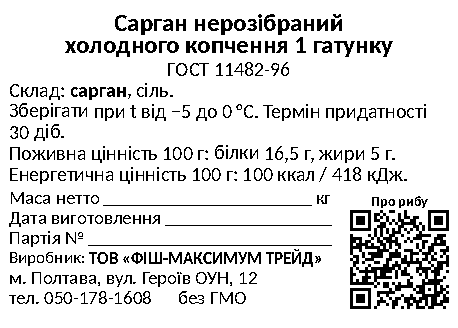 Сарган нерозібраний
холодного копчення 1 гатунку
ГОСТ 11482-96
Склад: сарган, сіль.
Зберігати при t від −5 до 0 °С. Термін придатності
30 діб.
Поживна цінність 100 г: білки 16,5 г, жири 5 г.
Енергетична цінність 100 г: 100 ккал / 418 кДж.
Маса нетто ______________________ кг
Дата виготовлення __________________
Партія № __________________________
Про рибу
Виробник: ТОВ «ФІШ-МАКСИМУМ ТРЕЙД»
м. Полтава, вул. Героїв ОУН, 12
тел. 050-178-1608 без ГМО